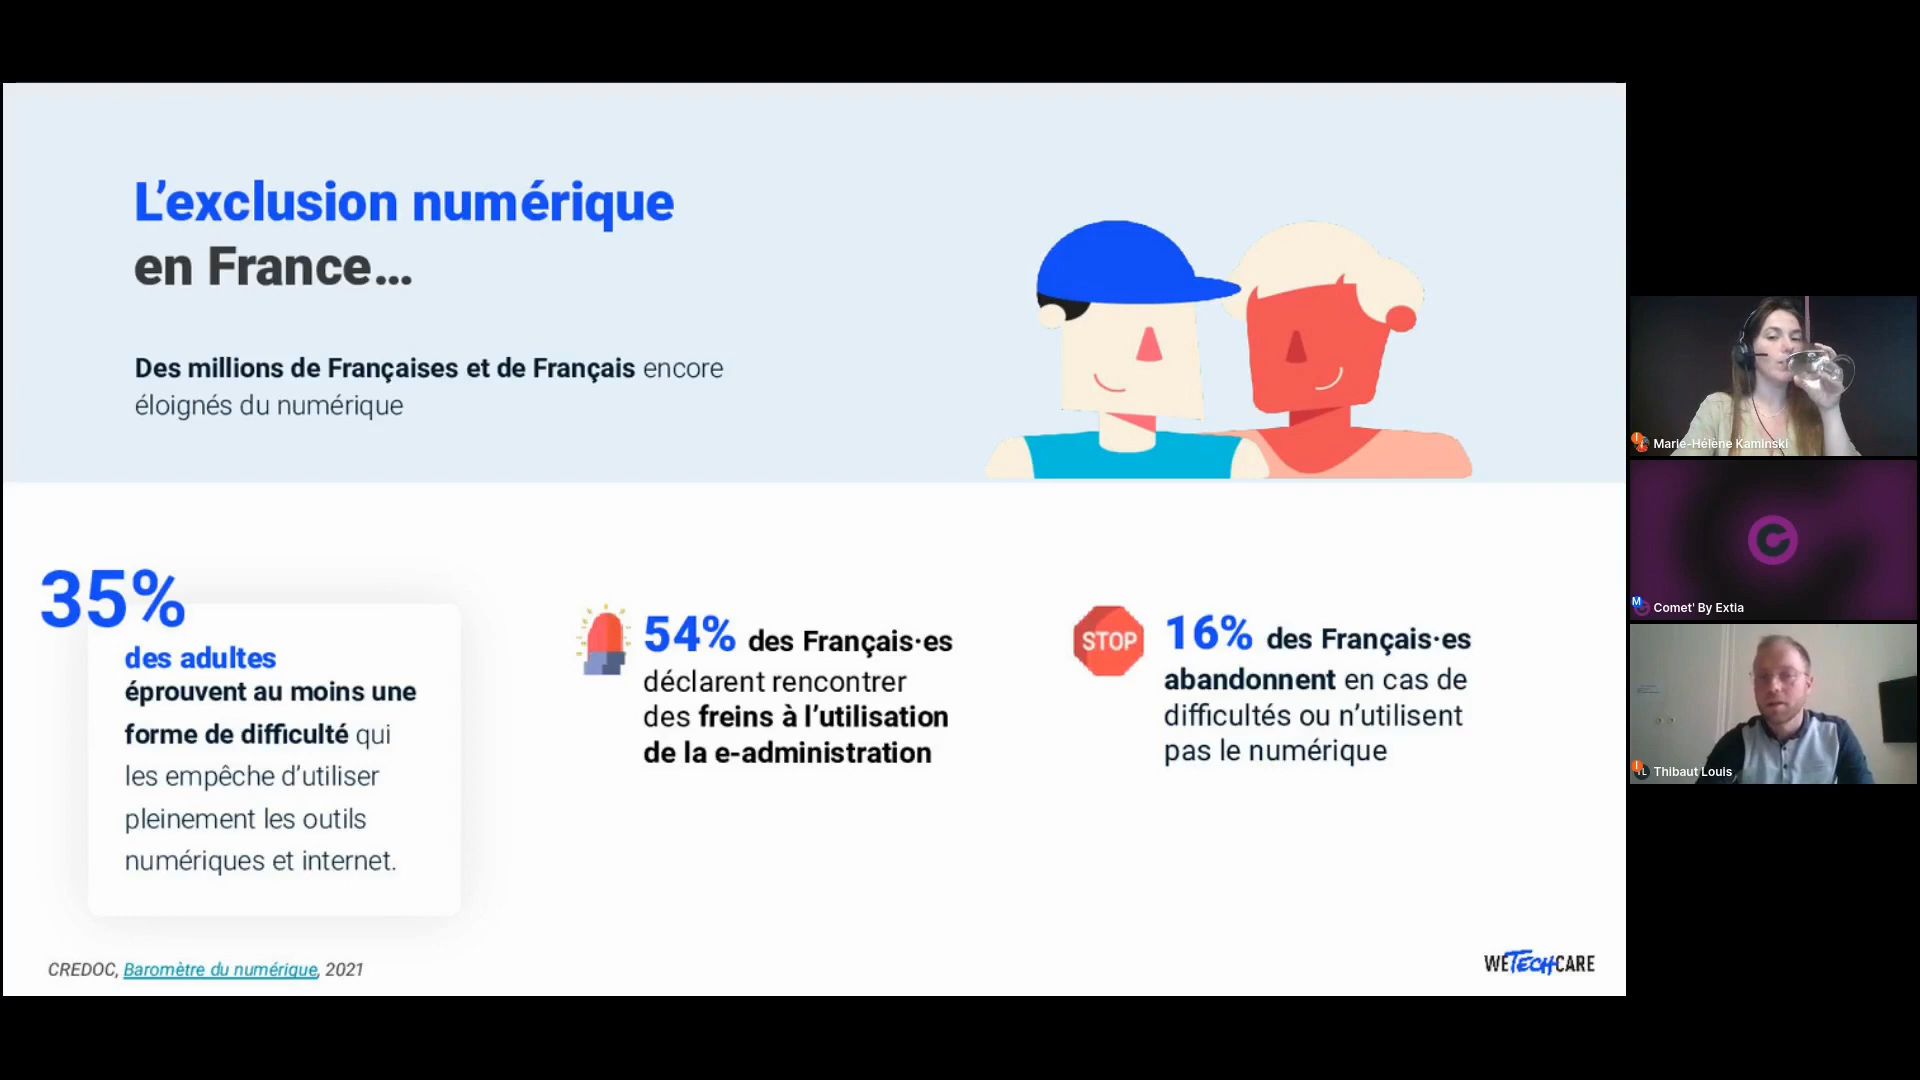 L’exclusion numérique
en France...
Des millions de Françaises et de Français encore
éloignés du numérique
35%
des adultes
éprouvent au moins une
forme de difficulté qui
les empêche d’utiliser
pleinement les outils
numériques et internet.
54% des Français·es
déclarent rencontrer
des freins à l’utilisation
de la e-administration
STOP
16% des Français·es
abandonnent en cas de
difficultés ou n’utilisent
pas le numérique
CREDOC, Baromètre du numérique, 2021
WETECHCARE
Marie-Hélène Kaminski
M
Comet' By Extia
TL
Thibaut Louis